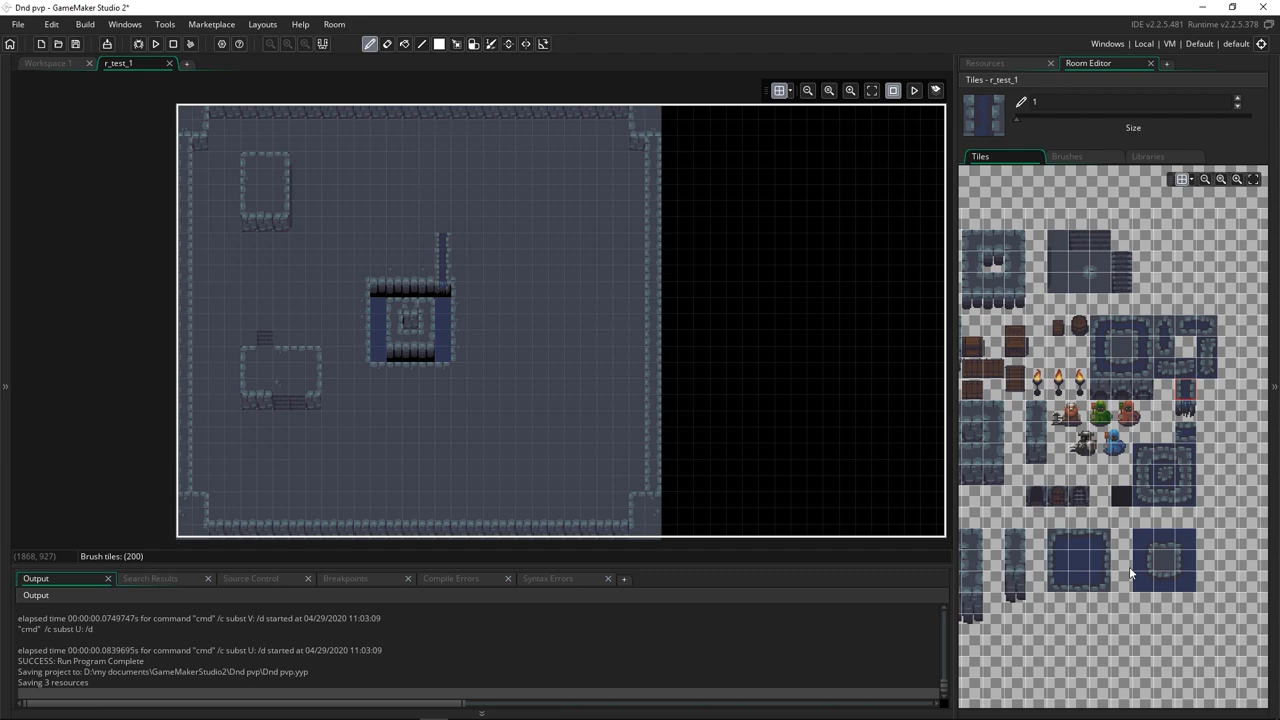 Dnd pvp - GameMaker Studio 2*
File Edit Build Windows Tools Marketplace Layouts Help Room
IDE v2.2.5.481 Runtime v2.2.5.378
Windows | Local | VM | Default | default
Workspace 1 r_test_1
Resources Room Editor
Tiles - r_test_1
1
Size
Tiles Brushes Libraries
(1868, 927) Brush tiles: (200)
Output Search Results Source Control Breakpoints Compile Errors Syntax Errors
Output
elapsed time 00:00:00.0749747s for command "cmd" /c subst V: /d started at 04/29/2020 11:03:09
"cmd" /c subst U: /d
elapsed time 00:00:00.0839695s for command "cmd" /c subst U: /d started at 04/29/2020 11:03:09
SUCCESS: Run Program Complete
Saving project to: D:\my documents\GameMakerStudio2\Dnd pvp\Dnd pvp.yyp
Saving 3 resources